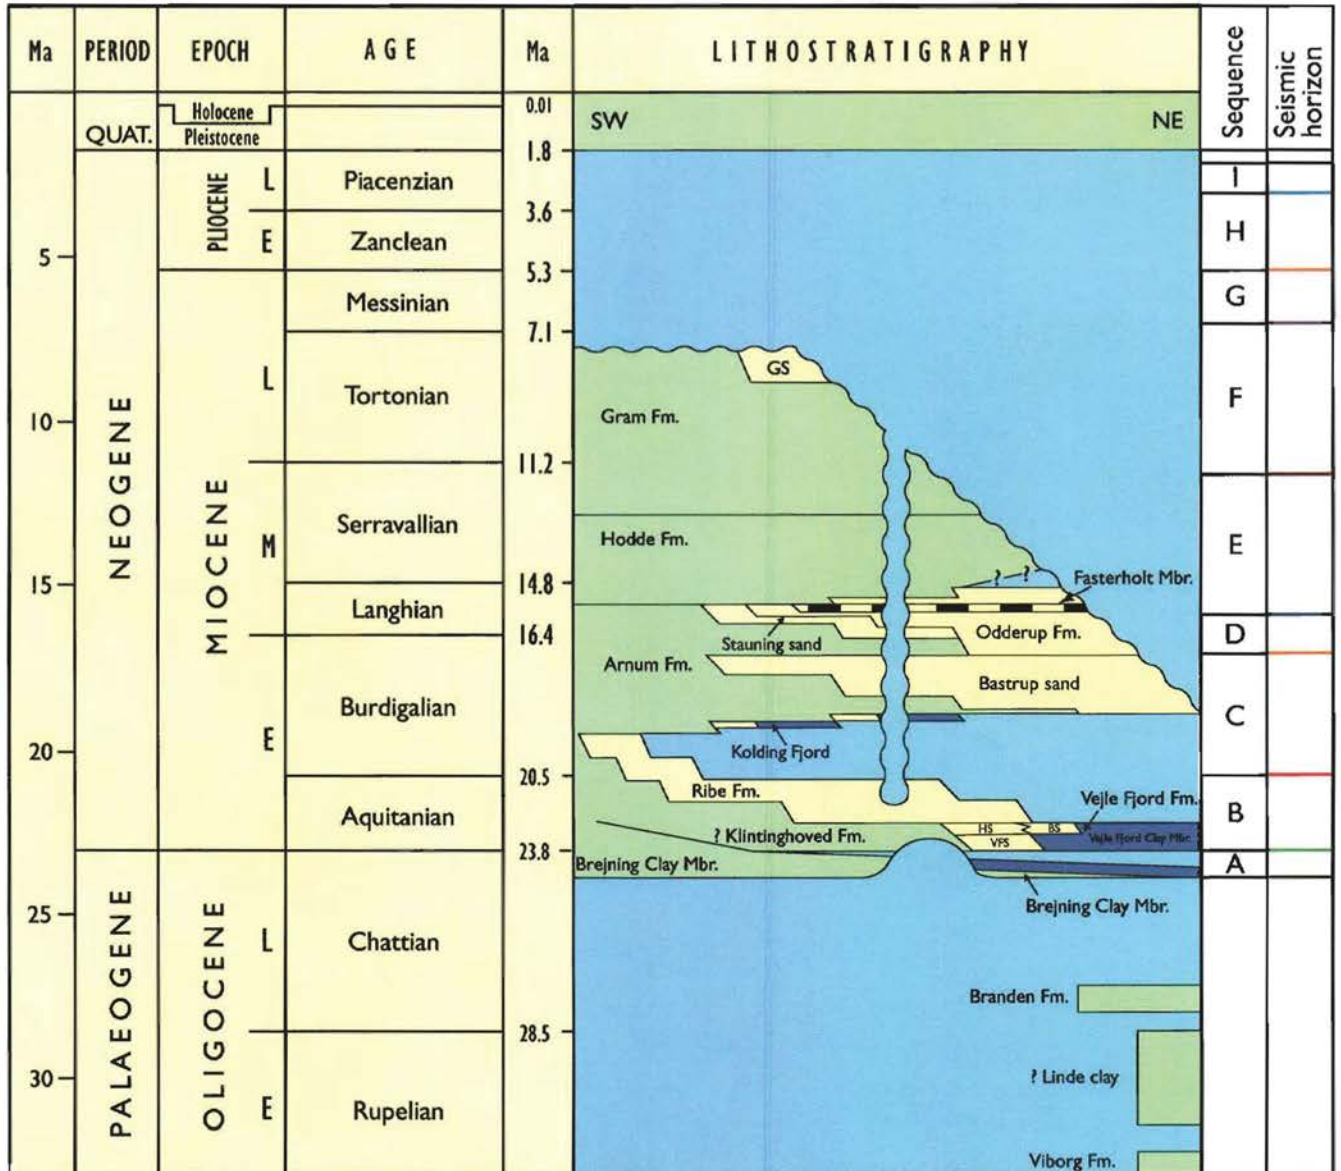 Ma PERIOD EPOCH AGE Ma LITHOSTRATIGRAPHY Sequence Seismic horizon
Holocene 0.01
SW NE
QUAT. Pleistocene
1.8
PLIOCENE L Piacenzian I
3.6
E Zanclean H
5
5.3
Messinian G
7.1
GS
L Tortonian F
Gram Fm.
10
11.2
NEOGENE
MIOCENE
Serravallian
M Hodde Fm. E
? ?
15 14.8 Fasterholt Mbr.
Langhian
16.4 Odderup Fm. D
Stauning sand
Arnum Fm.
Bastrup sand
Burdigalian C
E
20 Kolding Fjord
20.5
Ribe Fm. Vejle Fjord Fm.
Aquitanian B
HS BS
? Klintinghoved Fm. VFS Vejle Fjord Clay Mbr.
23.8
Brejning Clay Mbr. A
Brejning Clay Mbr.
25
PALAEOGENE
OLIGOCENE
L Chattian
Branden Fm.
28.5
30 ? Linde clay
E Rupelian
Viborg Fm.